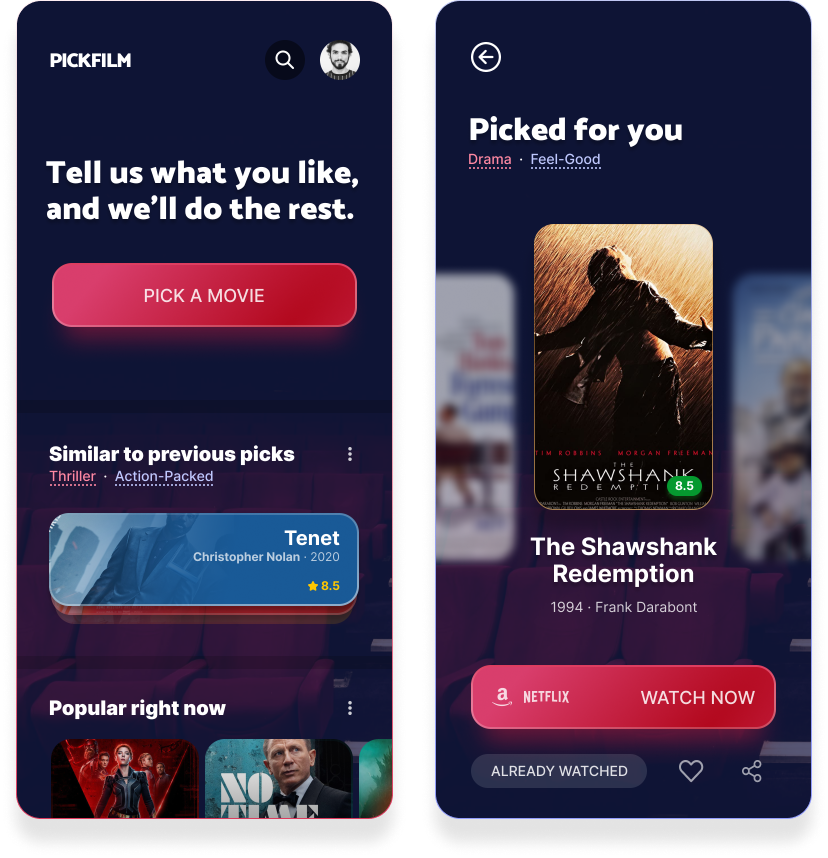 PICKFILM
Tell us what you like,
and we'll do the rest.
PICK A MOVIE
Similar to previous picks
Thriller · Action-Packed
Tenet
Christopher Nolan · 2020
8.5
Popular right now
NO
TIME
Picked for you
Drama · Feel-Good
TIM ROBBINS MORGAN FREEMAN
THE
SHAWSHANK
8.5
The Shawshank
Redemption
1994 · Frank Darabont
a NETFLIX WATCH NOW
ALREADY WATCHED